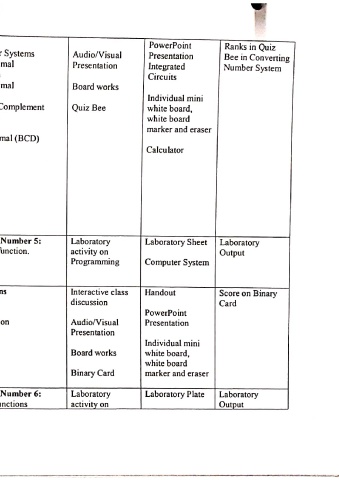 Systems
mal
mal
Complement
mal (BCD)
Audio/Visual
Presentation
Board works
Quiz Bee
PowerPoint
Presentation
Integrated
Circuits
Individual mini
white board,
white board
marker and eraser
Calculator
Ranks in Quiz
Bee in Converting
Number System
Number 5:
function.
Laboratory
activity on
Programming
Laboratory Sheet
Computer System
Laboratory
Output
ns
on
Interactive class
discussion
Audio/Visual
Presentation
Board works
Binary Card
Handout
PowerPoint
Presentation
Individual mini
white board,
white board
marker and eraser
Score on Binary
Card
Number 6:
unctions
Laboratory
activity on
Laboratory Plate
Laboratory
Output